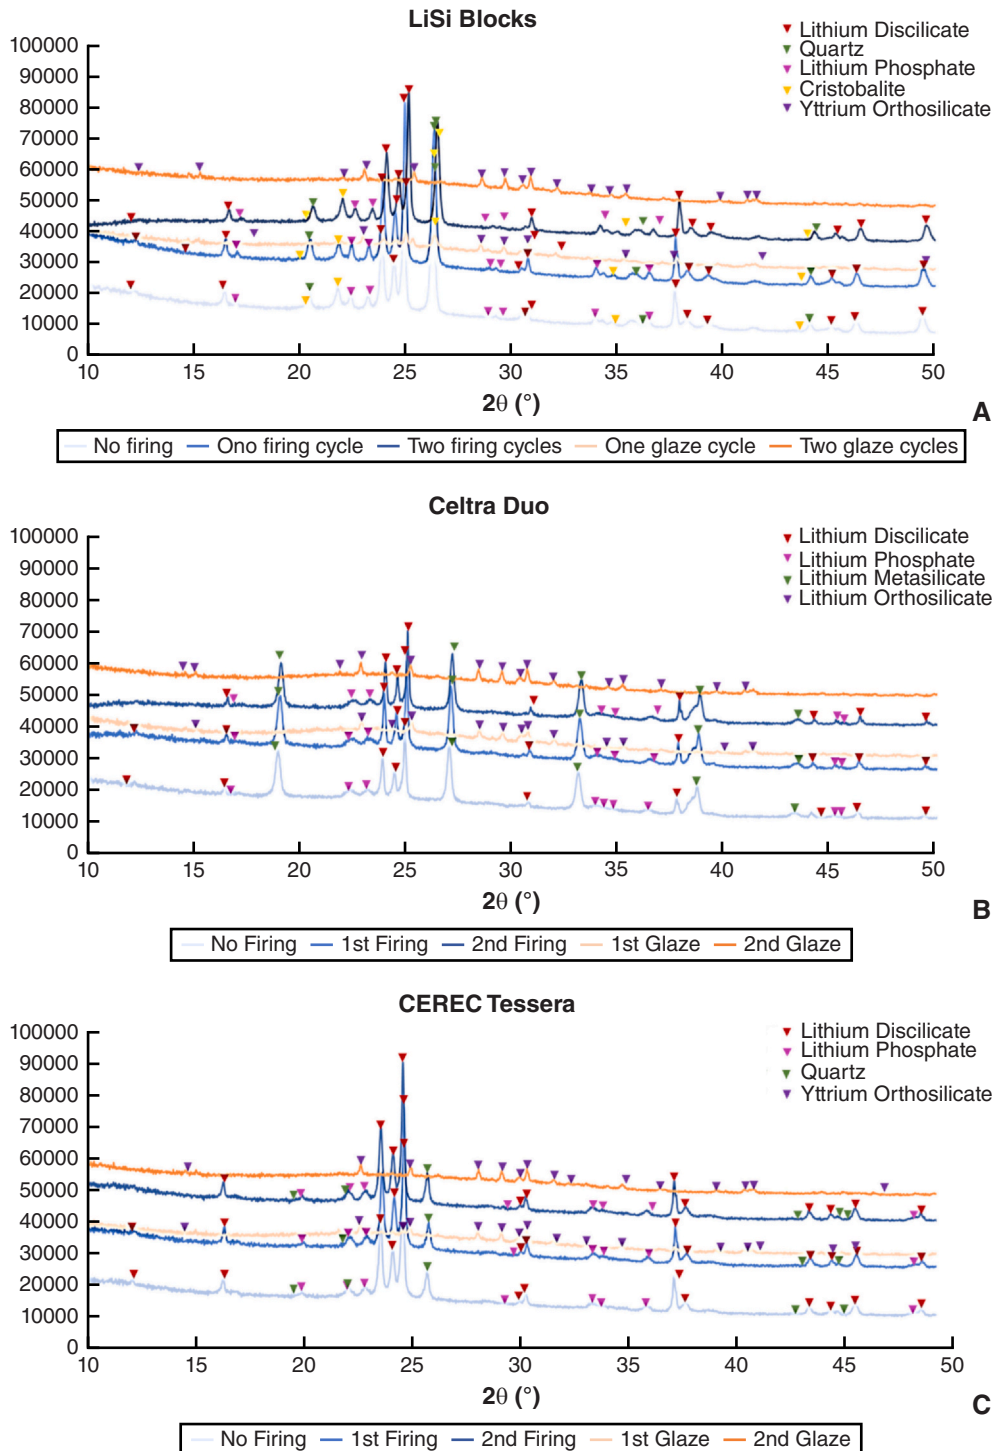 LiSi Blocks
Lithium Discilicate
Quartz
Lithium Phosphate
Cristobalite
Yttrium Orthosilicate
100000
90000
80000
70000
60000
50000
40000
30000
20000
10000
0
10 15 20 25 30 35 40 45 50
2θ (°)
A
No firing Ono firing cycle Two firing cycles One glaze cycle Two glaze cycles
Celtra Duo
Lithium Discilicate
Lithium Phosphate
Lithium Metasilicate
Lithium Orthosilicate
100000
90000
80000
70000
60000
50000
40000
30000
20000
10000
0
10 15 20 25 30 35 40 45 50
2θ (°)
B
No Firing 1st Firing 2nd Firing 1st Glaze 2nd Glaze
CEREC Tessera
Lithium Discilicate
Lithium Phosphate
Quartz
Yttrium Orthosilicate
100000
90000
80000
70000
60000
50000
40000
30000
20000
10000
0
10 15 20 25 30 35 40 45 50
2θ (°)
C
No Firing 1st Firing 2nd Firing 1st Glaze 2nd Glaze